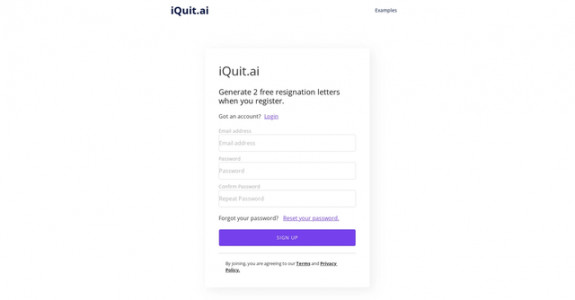 iQuit.ai
Examples
iQuit.ai
Generate 2 free resignation letters
when you register.
Got an account? Login
Email address
Email address
Password
Password
Confirm Password
Repeat Password
Forgot your password? Reset your password.
SIGN UP
By joining, you are agreeing to our Terms and Privacy
Policy.